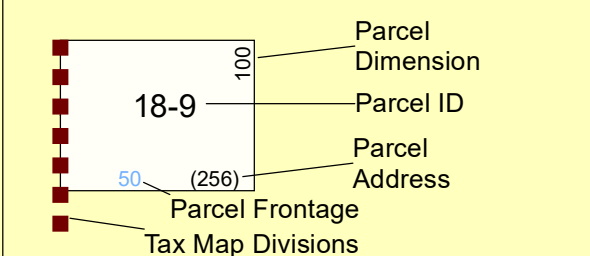 Parcel
Dimension
100
18-9
Parcel ID
Parcel
Address
50
(256)
Parcel Frontage
Tax Map Divisions